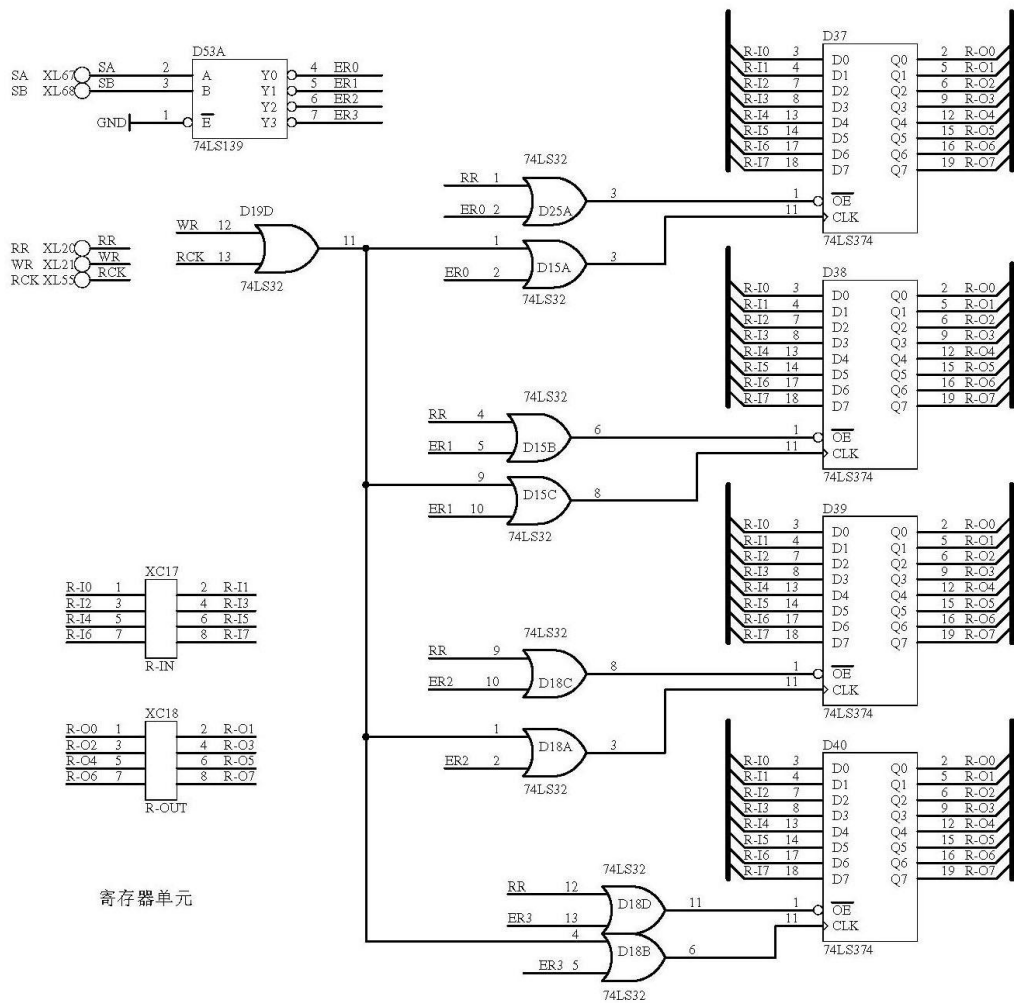 D53A
SA XL67 SA 2 A Y0 4 ER0
SB XL68 SB 3 B Y1 5 ER1
Y2 6 ER2
GND 1 E Y3 7 ER3
74LS139
D19D
WR 12
RCK 13
11
74LS32
RR XL20 RR
WR XL21 WR
RCK XL55 RCK
74LS32
RR 1
ER0 2
D25A
3
1
ER0 2
D15A
3
74LS32
D37
R-I0 3 D0 Q0 2 R-O0
R-I1 4 D1 Q1 5 R-O1
R-I2 7 D2 Q2 6 R-O2
R-I3 8 D3 Q3 9 R-O3
R-I4 13 D4 Q4 12 R-O4
R-I5 14 D5 Q5 15 R-O5
R-I6 17 D6 Q6 16 R-O6
R-I7 18 D7 Q7 19 R-O7
1 OE
11 CLK
74LS374
74LS32
RR 4
ER1 5
D15B
6
9
ER1 10
D15C
8
74LS32
D38
R-I0 3 D0 Q0 2 R-O0
R-I1 4 D1 Q1 5 R-O1
R-I2 7 D2 Q2 6 R-O2
R-I3 8 D3 Q3 9 R-O3
R-I4 13 D4 Q4 12 R-O4
R-I5 14 D5 Q5 15 R-O5
R-I6 17 D6 Q6 16 R-O6
R-I7 18 D7 Q7 19 R-O7
1 OE
11 CLK
74LS374
XC17
R-I0 1 2 R-I1
R-I2 3 4 R-I3
R-I4 5 6 R-I5
R-I6 7 8 R-I7
R-IN
74LS32
RR 9
ER2 10
D18C
8
1
ER2 2
D18A
3
74LS32
D39
R-I0 3 D0 Q0 2 R-O0
R-I1 4 D1 Q1 5 R-O1
R-I2 7 D2 Q2 6 R-O2
R-I3 8 D3 Q3 9 R-O3
R-I4 13 D4 Q4 12 R-O4
R-I5 14 D5 Q5 15 R-O5
R-I6 17 D6 Q6 16 R-O6
R-I7 18 D7 Q7 19 R-O7
1 OE
11 CLK
74LS374
XC18
R-O0 1 2 R-O1
R-O2 3 4 R-O3
R-O4 5 6 R-O5
R-O6 7 8 R-O7
R-OUT
寄存器单元
74LS32
RR 12
ER3 13
D18D
11
4
ER3 5
D18B
6
74LS32
D40
R-I0 3 D0 Q0 2 R-O0
R-I1 4 D1 Q1 5 R-O1
R-I2 7 D2 Q2 6 R-O2
R-I3 8 D3 Q3 9 R-O3
R-I4 13 D4 Q4 12 R-O4
R-I5 14 D5 Q5 15 R-O5
R-I6 17 D6 Q6 16 R-O6
R-I7 18 D7 Q7 19 R-O7
1 OE
11 CLK
74LS374